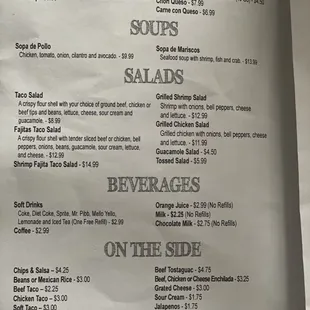 Chori Queso - $7.99
Carne con Queso - $6.99
SOUPS
Sopa de Pollo
Chicken, tomato, onion, cilantro and avocado. - $9.99
Sopa de Mariscos
Seafood soup with shrimp, fish and crab. - $13.99
SALADS
Taco Salad
A crispy flour shell with your choice of ground beef, chicken or
beef tips and beans, lettuce, cheese, sour cream and
guacamole. - $8.99
Fajitas Taco Salad
A crispy flour shell with tender sliced beef or chicken, bell
peppers, onions, beans, guacamole, sour cream, lettuce,
and cheese. - $12.99
Shrimp Fajita Taco Salad - $14.99
Grilled Shrimp Salad
Shrimp with onions, bell peppers, cheese
and lettuce. - $12.99
Grilled Chicken Salad
Grilled chicken with onions, bell peppers, cheese
and lettuce. - $11.99
Guacamole Salad - $4.50
Tossed Salad - $5.99
BEVERAGES
Soft Drinks
Coke, Diet Coke, Sprite, Mr. Pibb, Mello Yello,
Lemonade and Iced Tea (One Free Refill) - $2.99
Coffee - $2.99
Orange Juice - $2.99 (No Refills)
Milk - $2.25 (No Refills)
Chocolate Milk - $2.75 (No Refills)
ON THE SIDE
Chips & Salsa – $4.25
Beans or Mexican Rice - $3.00
Beef Taco – $2.25
Chicken Taco – $3.00
Soft Taco - $3.00
Beef Tostaguac - $4.75
Beef, Chicken or Cheese Enchilada - $3.25
Grated Cheese - $3.00
Sour Cream - $1.75
Jalapenos - $1.75